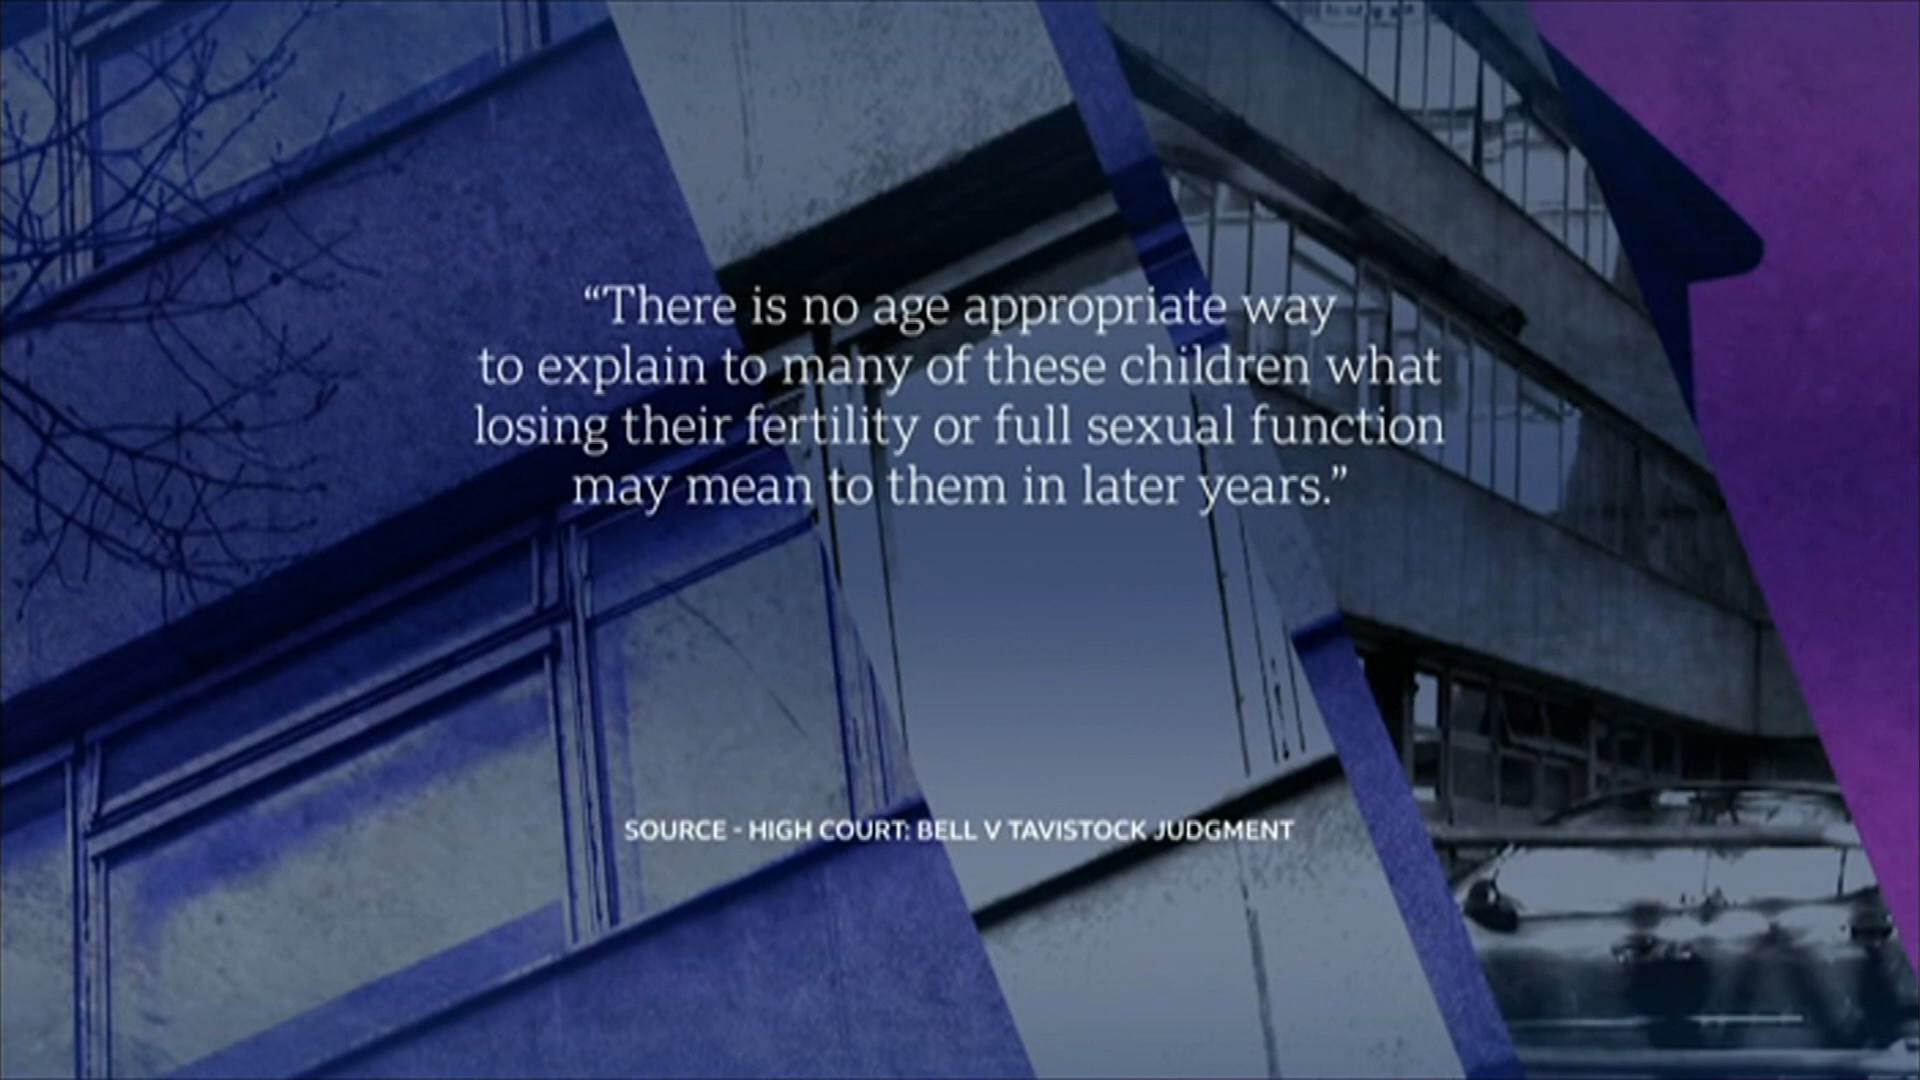 “There is no age appropriate way
to explain to many of these children what
losing their fertility or full sexual function
may mean to them in later years.”
SOURCE - HIGH COURT: BELL V TAVISTOCK JUDGMENT